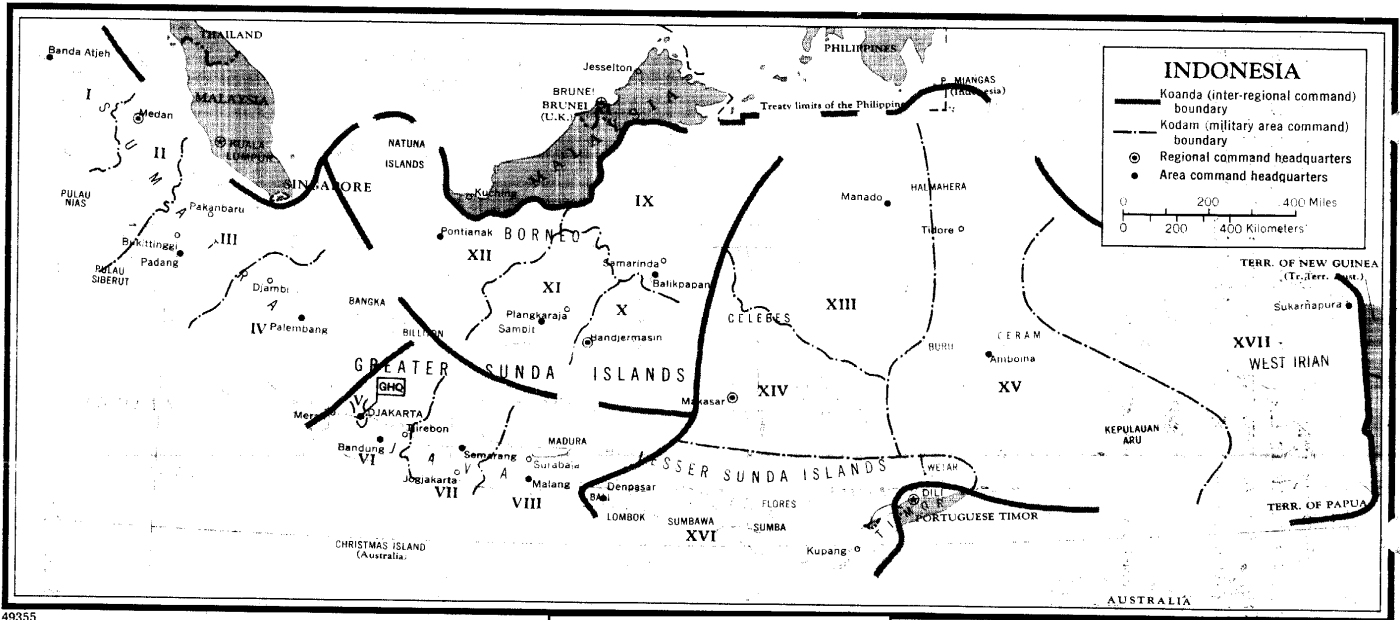 INDONESIA
Koanda (inter-regional command)
boundary
Kodam (military area command)
boundary
Regional command headquarters
Area command headquarters
0 200 400 Miles
0 200 400 Kilometers
THAILAND
Banda Atjeh
MALAYSIA
I
Medan
KUALA
LUMPUR
II
SUMATRA
SINGAPORE
PULAU
NIAS
Pakanbaru
Bukittinggi
III
Padang
PULAU
SIBERUT
Djambi
IV
Palembang
BANGKA
BILLITON
NATUNA
ISLANDS
Jesselton
BRUNEI
BRUNEI
(U.K.)
MALAYSIA
Kuching
Pontianak
BORNEO
IX
XII
Samarinda
Balikpapan
XI
X
Plangkaraja
Sampit
Bandjermasin
PHILIPPINES
P. MIANGAS
(Indonesia)
Treaty limits of the Philippin
Manado
HALMAHERA
Tidore
XIII
CELEBES
BURU
CERAM
Amboina
XV
XIV
Makasar
TERR. OF NEW GUINEA
Sukarnapura
XVII
WEST IRIAN
KEPULAUAN
ARU
GREATER SUNDA ISLANDS
GHQ
V
DJAKARTA
Bandung
VI
JAVA
Semarang
Jogjakarta
VII
MADURA
Surabaja
Malang
VIII
Denpasar
BALI
LOMBOK
LESSER SUNDA ISLANDS
WETAR
FLORES
SUMBAWA
SUMBA
XVI
DILI
TIMOR
PORTUGUESE TIMOR
Kupang
TERR. OF PAPUA
CHRISTMAS ISLAND
(Australia)
AUSTRALIA
49355